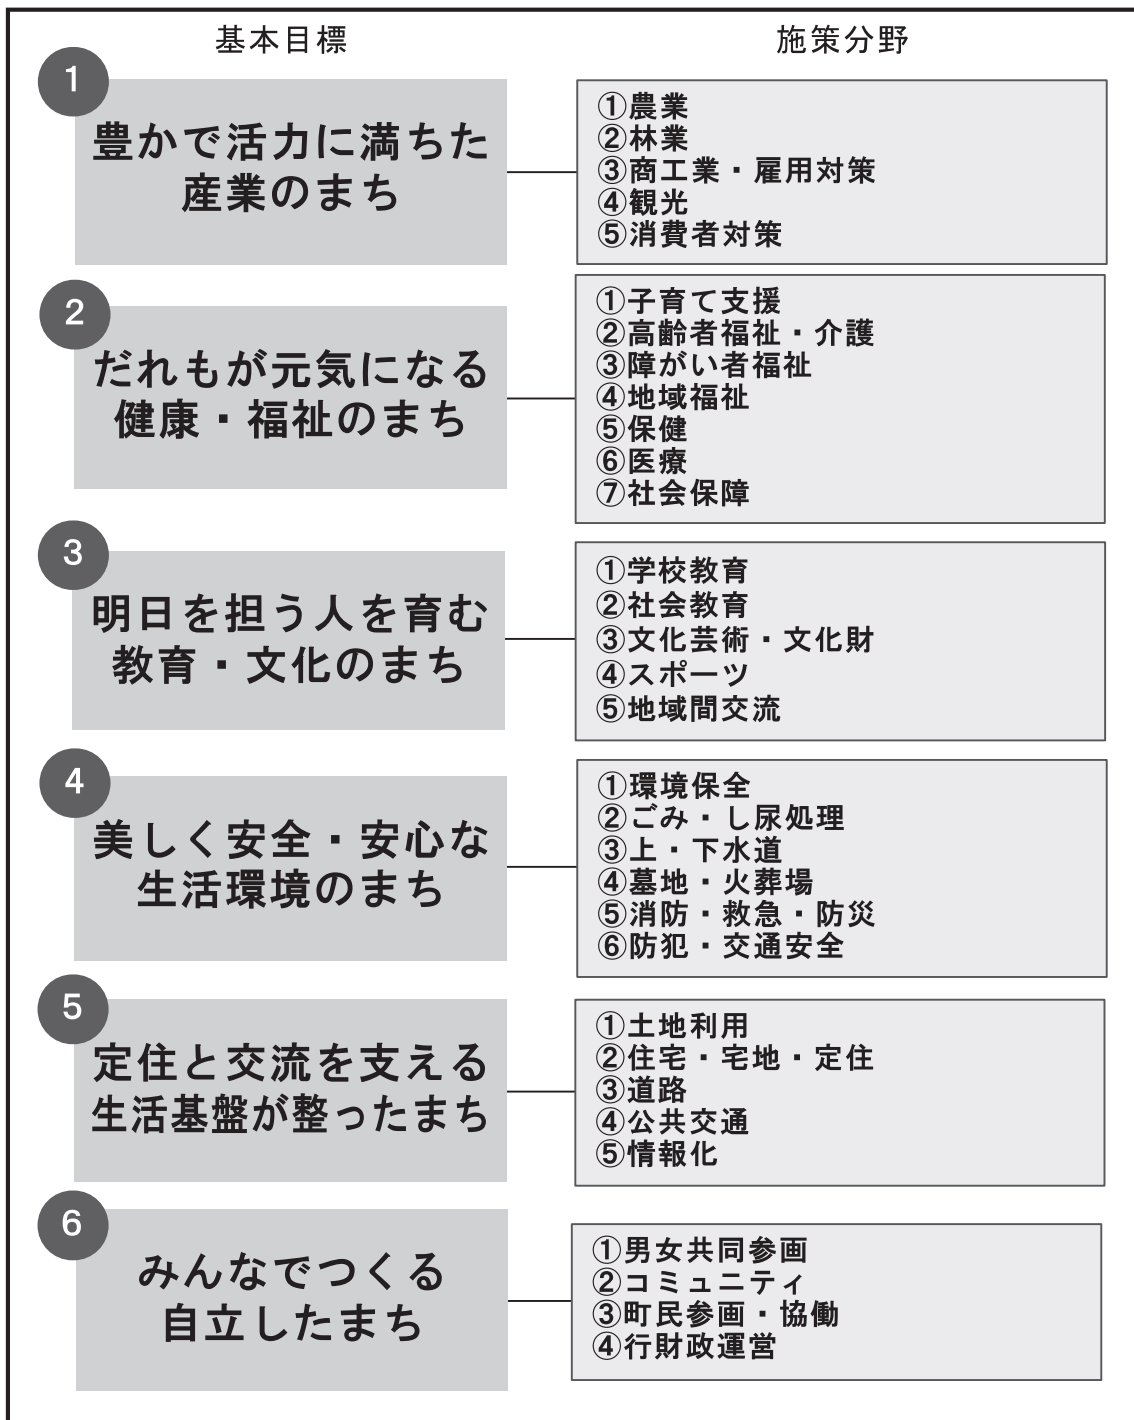 基本目標
施策分野
1
豊かで活力に満ちた
産業のまち
①農業
②林業
③商工業・雇用対策
④観光
⑤消費者対策
2
だれもが元気になる
健康・福祉のまち
①子育て支援
②高齢者福祉・介護
③障がい者福祉
④地域福祉
⑤保健
⑥医療
⑦社会保障
3
明日を担う人を育む
教育・文化のまち
①学校教育
②社会教育
③文化芸術・文化財
④スポーツ
⑤地域間交流
4
美しく安全・安心な
生活環境のまち
①環境保全
②ごみ・し尿処理
③上・下水道
④墓地・火葬場
⑤消防・救急・防災
⑥防犯・交通安全
5
定住と交流を支える
生活基盤が整ったまち
①土地利用
②住宅・宅地・定住
③道路
④公共交通
⑤情報化
6
みんなでつくる
自立したまち
①男女共同参画
②コミュニティ
③町民参画・協働
④行財政運営